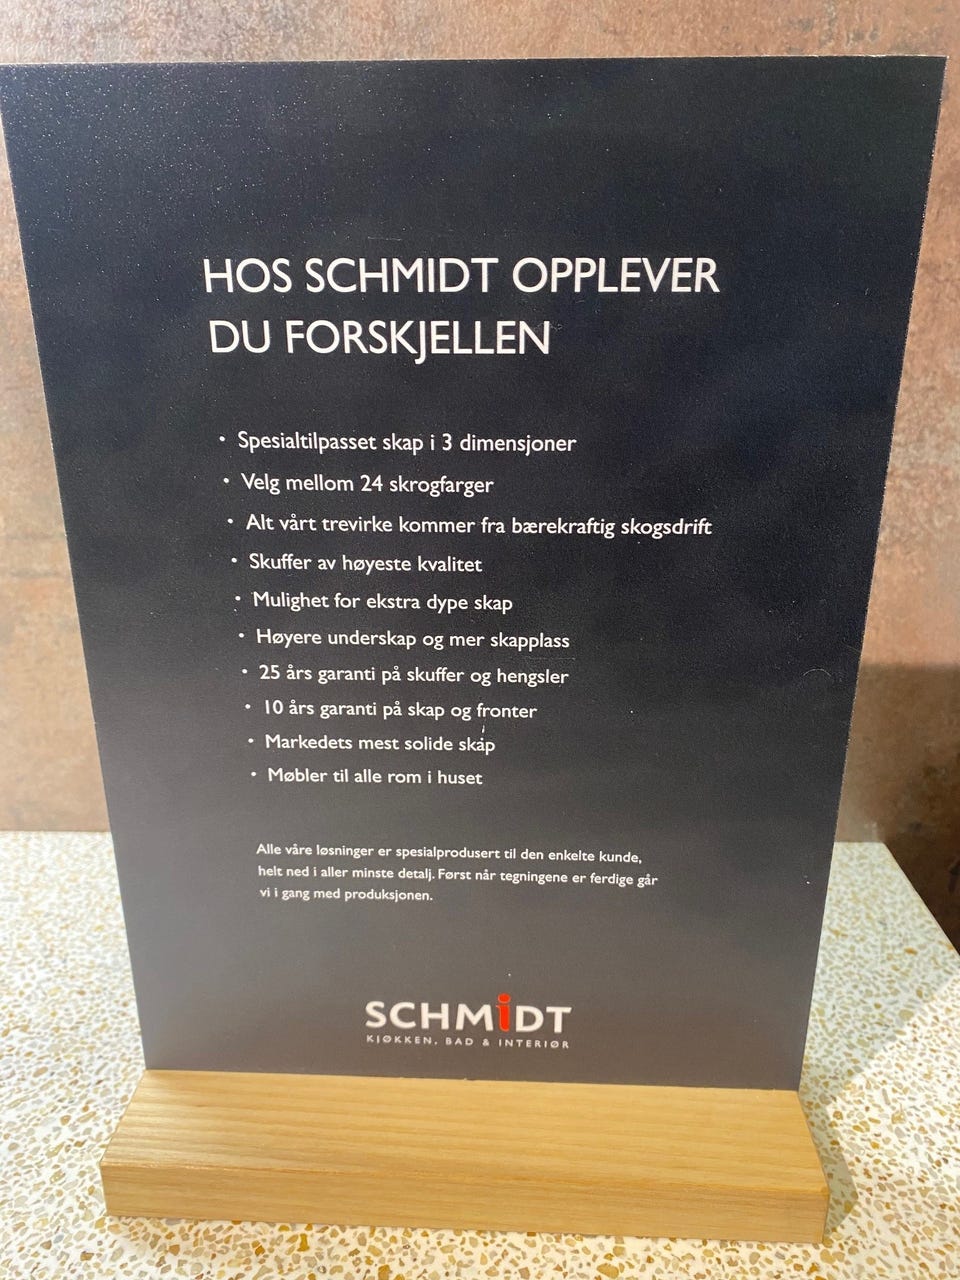 HOS SCHMIDT OPPLEVER
DU FORSKJELLEN
• Spesialtilpasset skap i 3 dimensjoner
• Velg mellom 24 skrogfarger
• Alt vårt trevirke kommer fra bærekraftig skogsdrift
• Skuffer av høyeste kvalitet
• Mulighet for ekstra dype skap
• Høyere underskap og mer skapplass
• 25 års garanti på skuffer og hengsler
• 10 års garanti på skap og fronter
• Markedets mest solide skap
• Møbler til alle rom i huset
Alle våre løsninger er spesialprodusert til den enkelte kunde,
helt ned i aller minste detalj. Først når tegningene er ferdige går
vi i gang med produksjonen.
SCHMiDT
KJØKKEN, BAD & INTERIØR